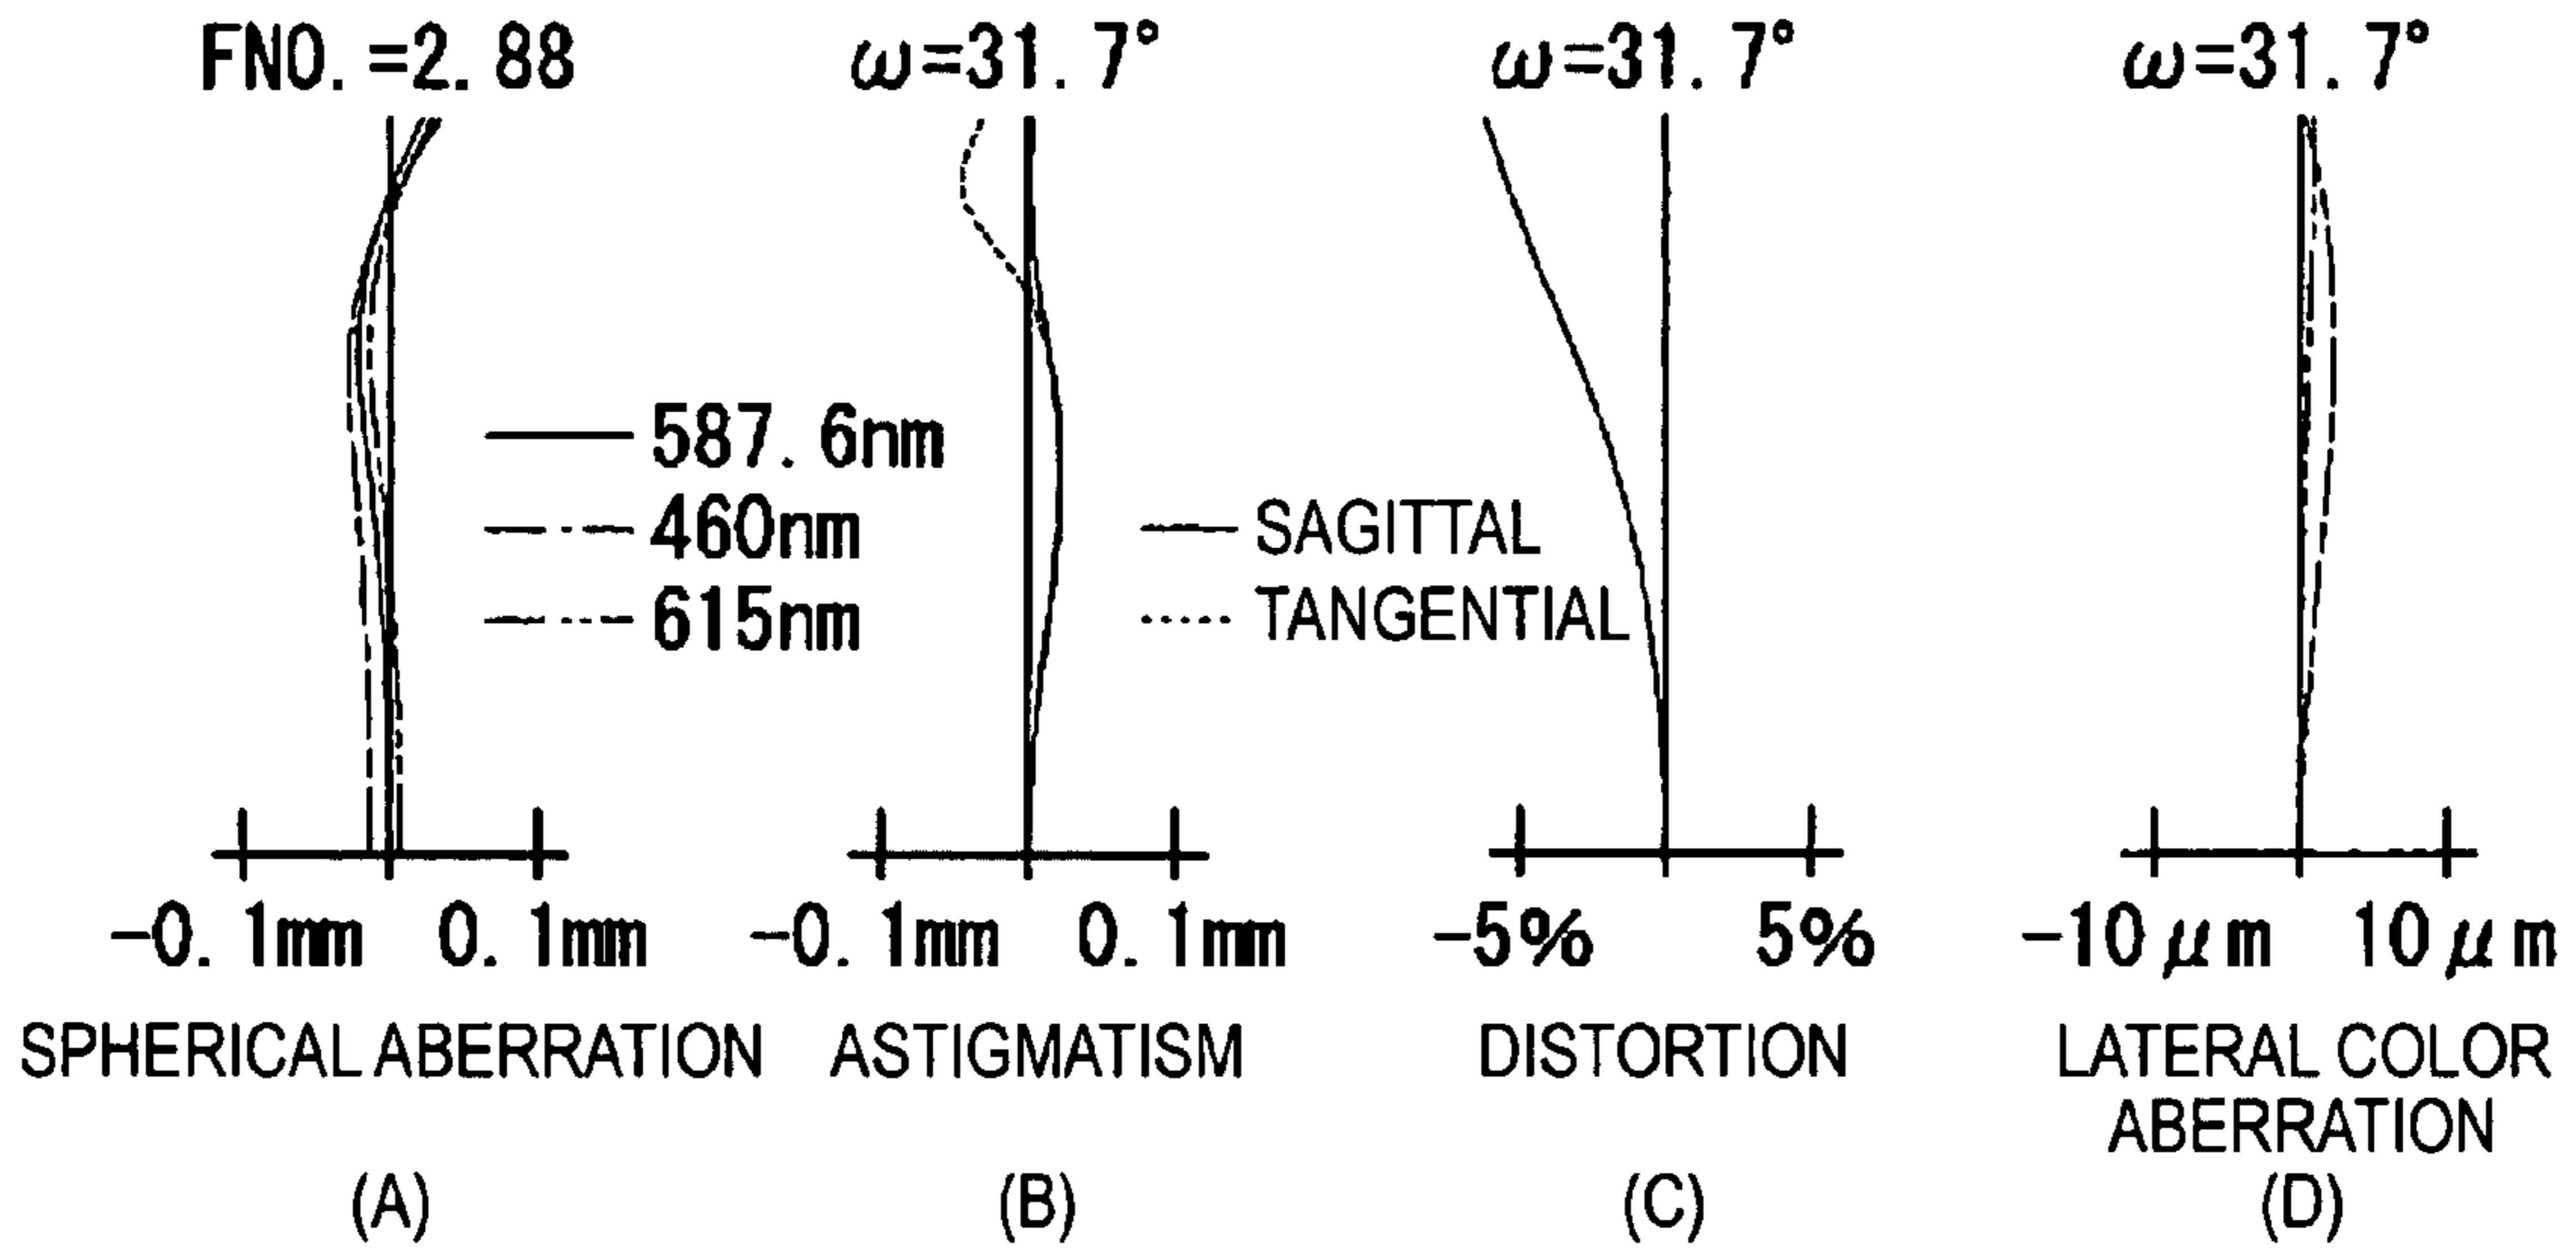 FNO.=2.88
ω=31.7°
ω=31.7°
ω=31.7°
587.6nm
460nm
615nm
SAGITTAL
TANGENTIAL
-0.1mm 0.1mm
-0.1mm 0.1mm
-5% 5%
-10μm 10μm
SPHERICAL ABERRATION
ASTIGMATISM
DISTORTION
LATERAL COLOR
ABERRATION
(A)
(B)
(C)
(D)